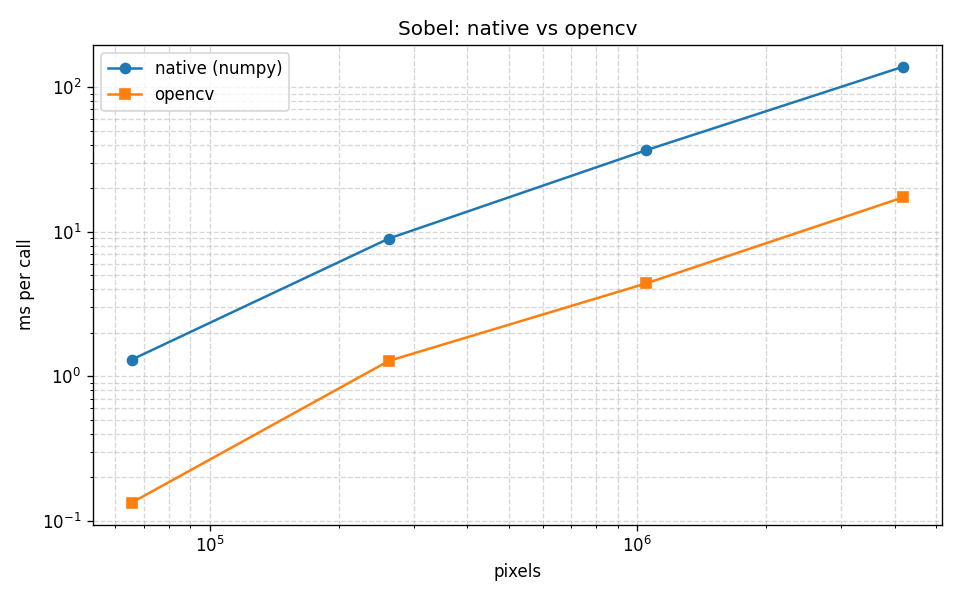 Sobel: native vs opencv
native (numpy)
opencv
10²
10¹
10⁰
10⁻¹
ms per call
10⁵
10⁶
pixels